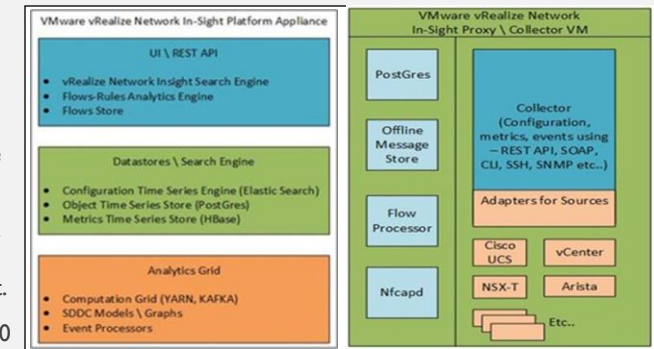 VMware vRealize Network In-Sight Platform Appliance
UI \ REST API
• vRealize Network Insight Search Engine
• Flows-Rules Analytics Engine
• Flows Store
Datastores \ Search Engine
• Configuration Time Series Engine (Elastic Search)
• Object Time Series Store (PostGres)
• Metrics Time Series Store (HBase)
Analytics Grid
• Computation Grid (YARN, KAFKA)
• SDDC Models \ Graphs
• Event Processors
VMware vRealize Network
In-Sight Proxy \ Collector VM
PostGres
Offline
Message
Store
Flow
Processor
Nfcapd
Collector
(Configuration,
metrics, events using
– REST API, SOAP,
CLI, SSH, SNMP etc..)
Adapters for Sources
Cisco
UCS
vCenter
NSX-T
Arista
Etc..